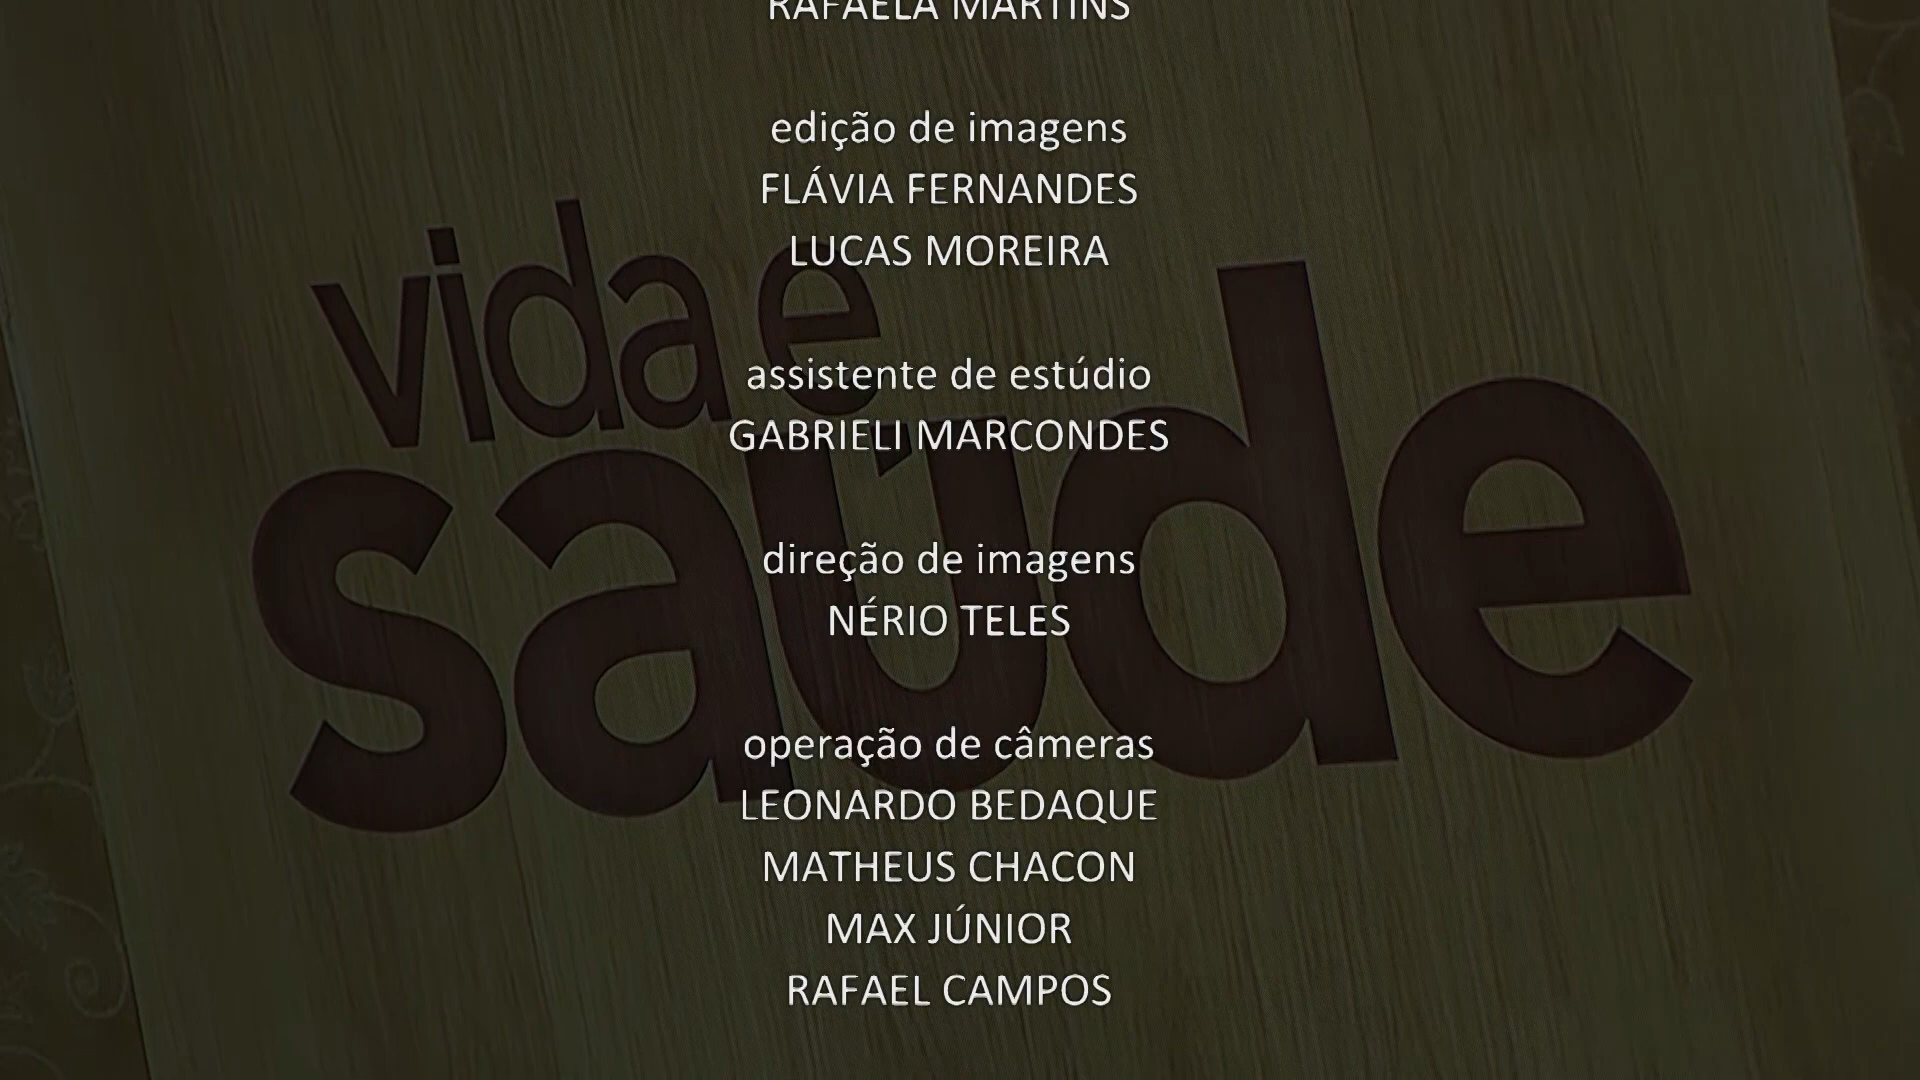 RAFAELA MARTINS
edição de imagens
FLÁVIA FERNANDES
LUCAS MOREIRA
assistente de estúdio
GABRIELI MARCONDES
direção de imagens
NÉRIO TELES
operação de câmeras
LEONARDO BEDAQUE
MATHEUS CHACON
MAX JÚNIOR
RAFAEL CAMPOS
vida e
saúde